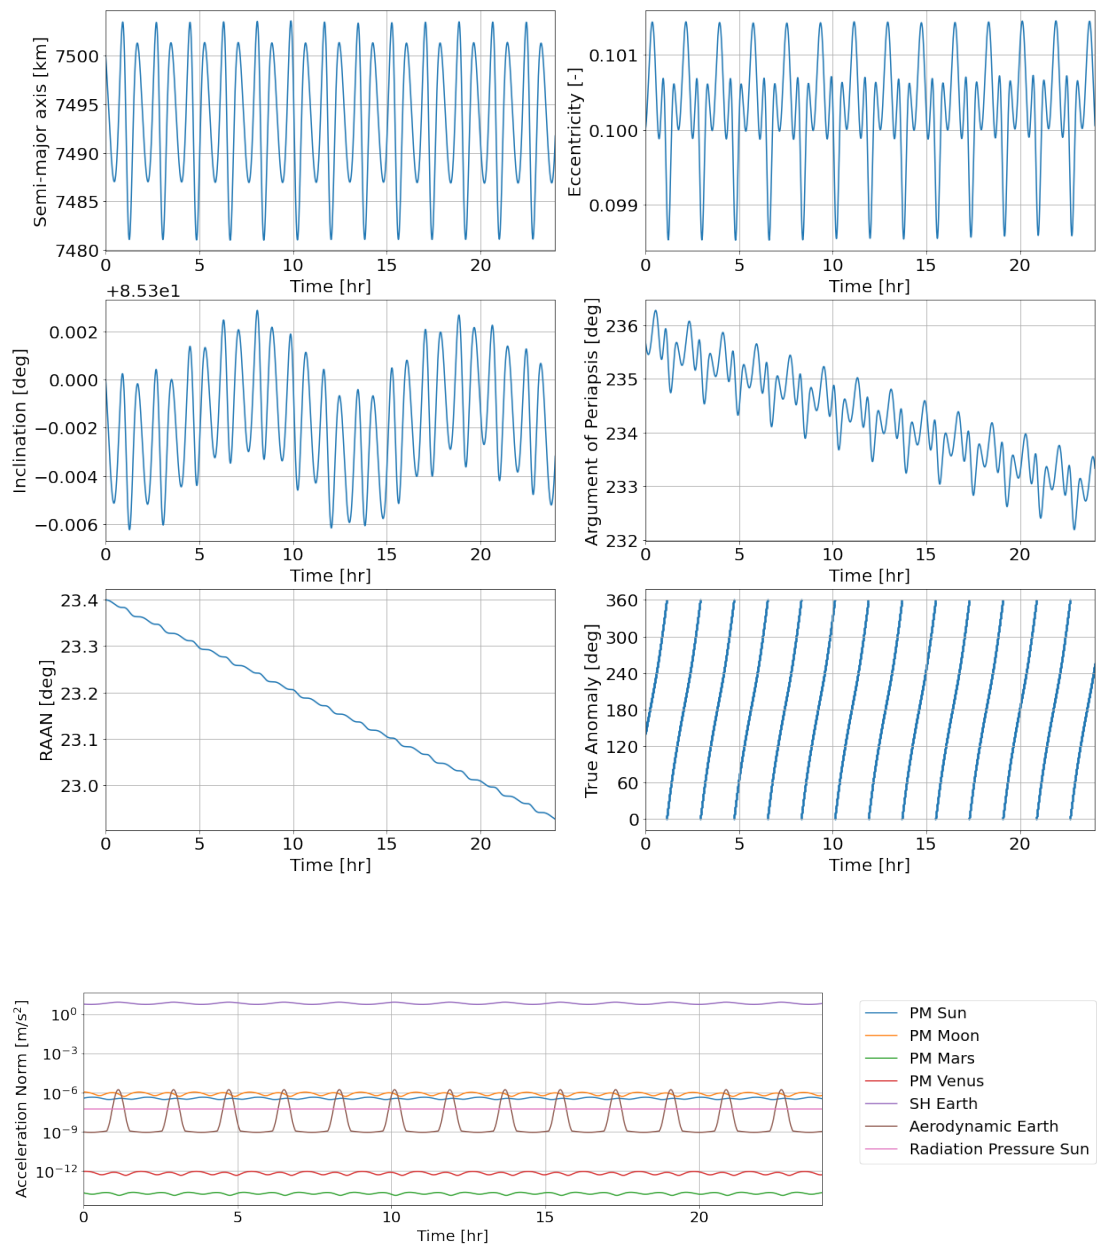 Semi-major axis [km]
7500
7495
7490
7485
7480
0 5 10 15 20
Time [hr]
Eccentricity [-]
0.101
0.100
0.099
0 5 10 15 20
Time [hr]
+8.53e1
Inclination [deg]
0.002
0.000
−0.002
−0.004
−0.006
0 5 10 15 20
Time [hr]
Argument of Periapsis [deg]
236
235
234
233
232
0 5 10 15 20
Time [hr]
RAAN [deg]
23.4
23.3
23.2
23.1
23.0
0 5 10 15 20
Time [hr]
True Anomaly [deg]
360
300
240
180
120
60
0
0 5 10 15 20
Time [hr]
Acceleration Norm [m/s²]
10⁰
10⁻³
10⁻⁶
10⁻⁹
10⁻¹²
0 5 10 15 20
Time [hr]
PM Sun
PM Moon
PM Mars
PM Venus
SH Earth
Aerodynamic Earth
Radiation Pressure Sun